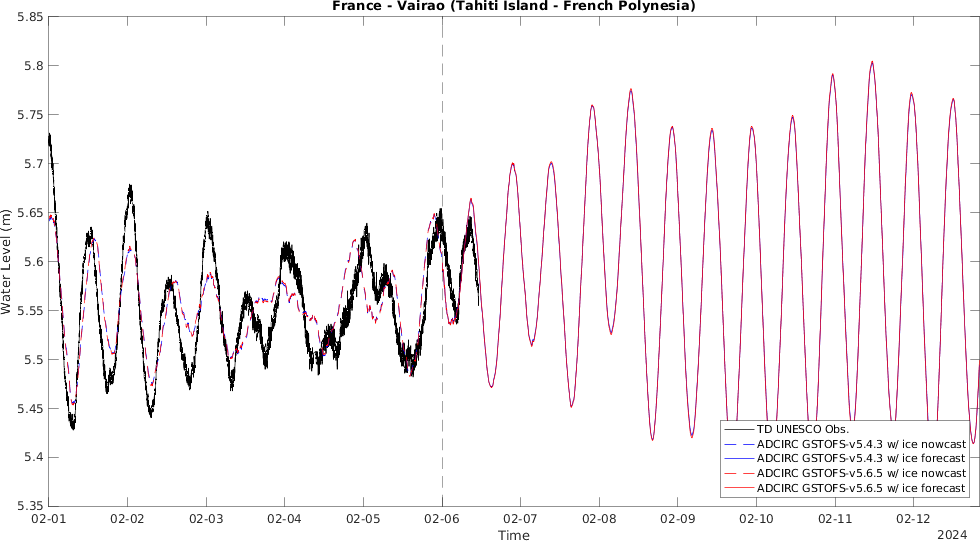 France - Vairao (Tahiti Island - French Polynesia)
5.85
5.8
5.75
5.7
5.65
5.6
5.55
5.5
5.45
5.4
5.35
Water Level (m)
TD UNESCO Obs.
ADCIRC GSTOFS-v5.4.3 w/ ice nowcast
ADCIRC GSTOFS-v5.4.3 w/ ice forecast
ADCIRC GSTOFS-v5.6.5 w/ ice nowcast
ADCIRC GSTOFS-v5.6.5 w/ ice forecast
02-01 02-02 02-03 02-04 02-05 02-06 02-07 02-08 02-09 02-10 02-11 02-12
Time
2024